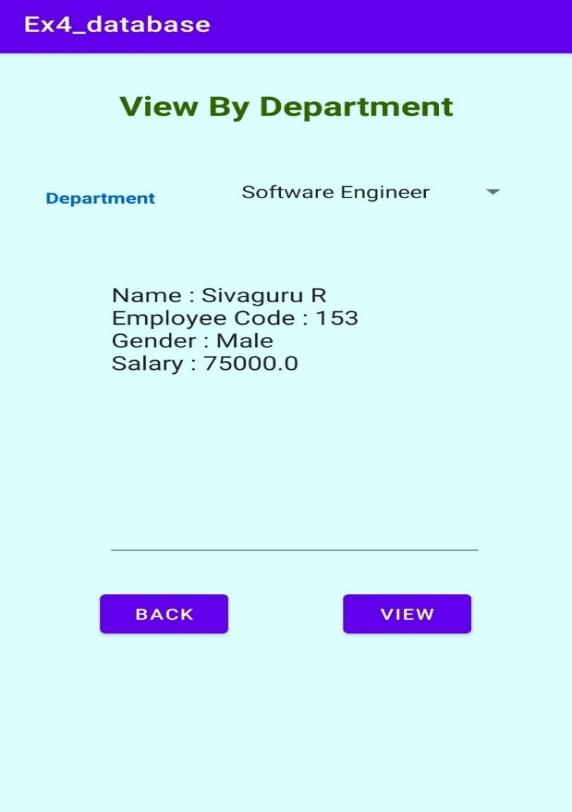 Ex4_database
View By Department
Department Software Engineer
Name : Sivaguru R
Employee Code : 153
Gender : Male
Salary : 75000.0
BACK VIEW